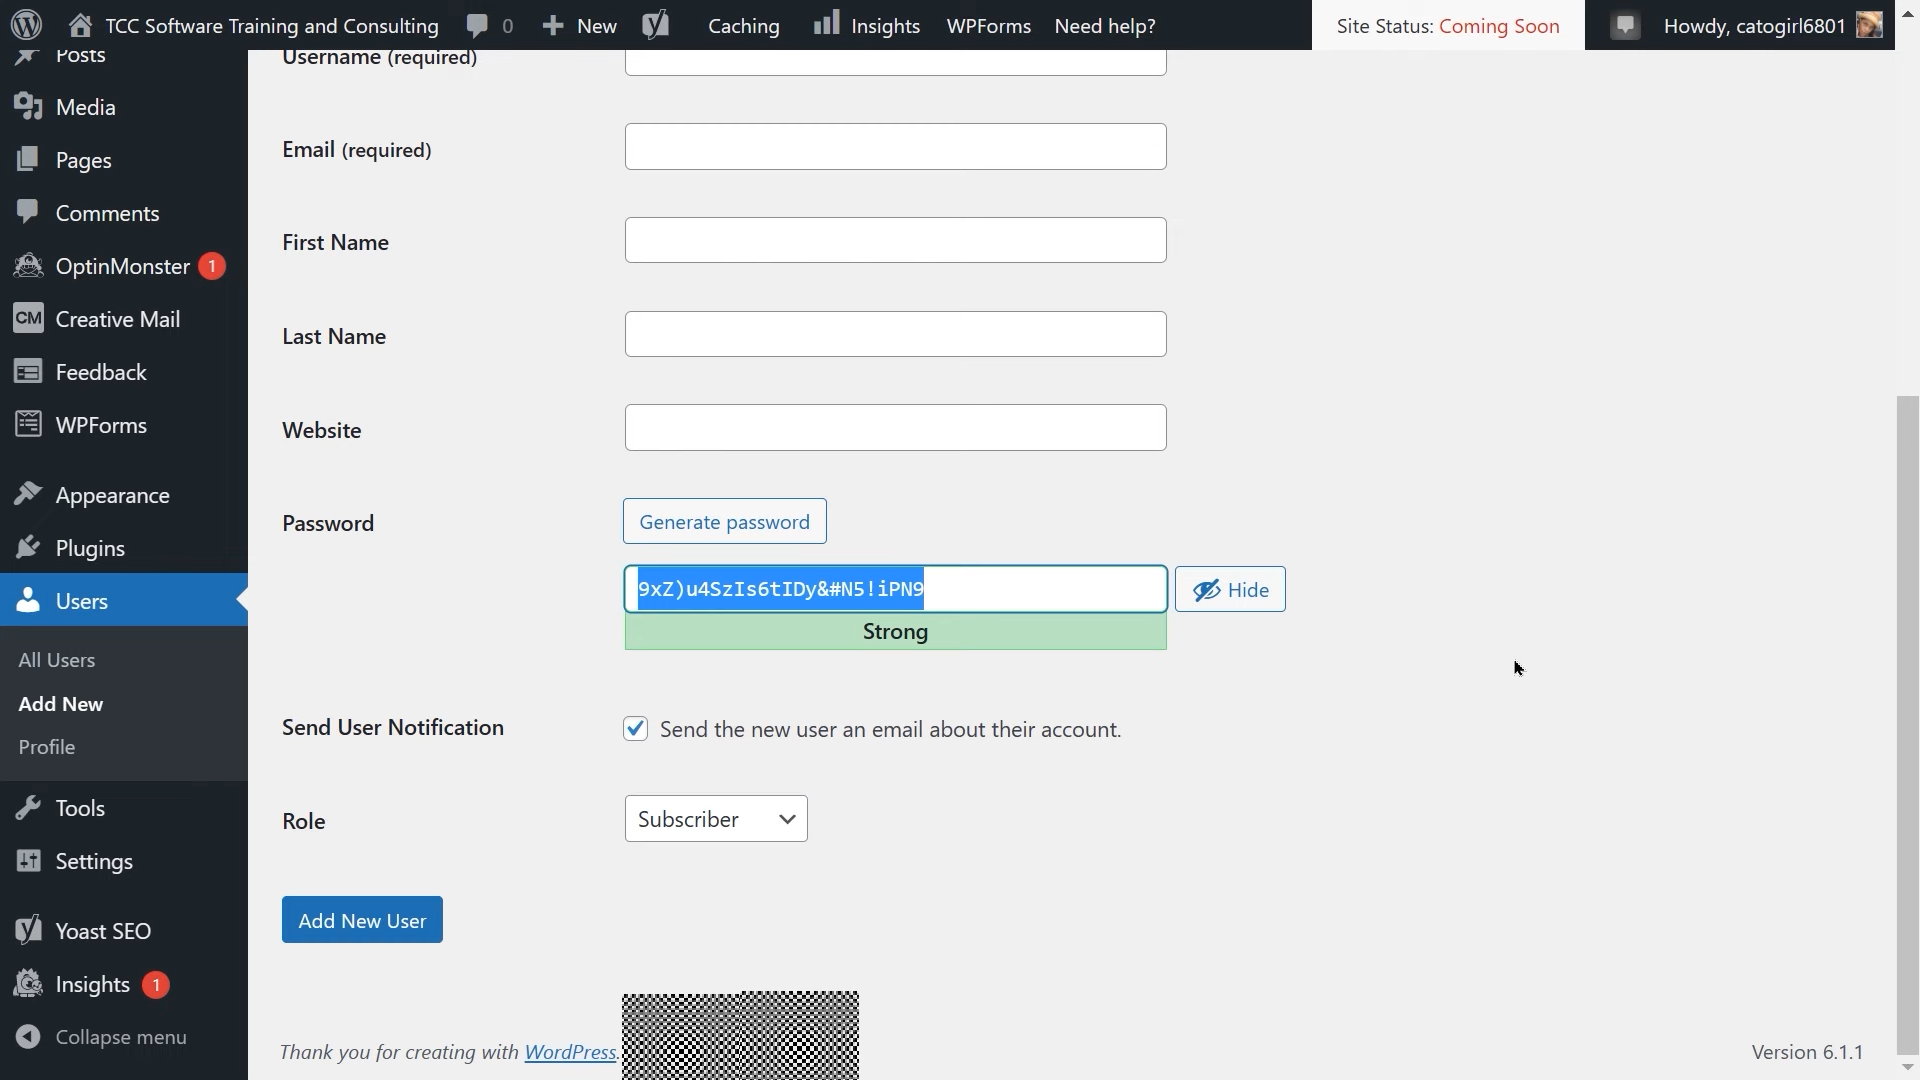 TCC Software Training and Consulting 0 New Caching Insights WPForms Need help? Site Status: Coming Soon Howdy, catogirl6801
Posts
Media
Pages
Comments
OptinMonster 1
CM Creative Mail
Feedback
WPForms
Appearance
Plugins
Users
All Users
Add New
Profile
Tools
Settings
Yoast SEO
Insights 1
Collapse menu
Username (required)
Email (required)
First Name
Last Name
Website
Password Generate password
9xZ)u4SzIs6tIDy&#N5!iPN9 Hide
Strong
Send User Notification Send the new user an email about their account.
Role Subscriber
Add New User
Thank you for creating with WordPress. Version 6.1.1